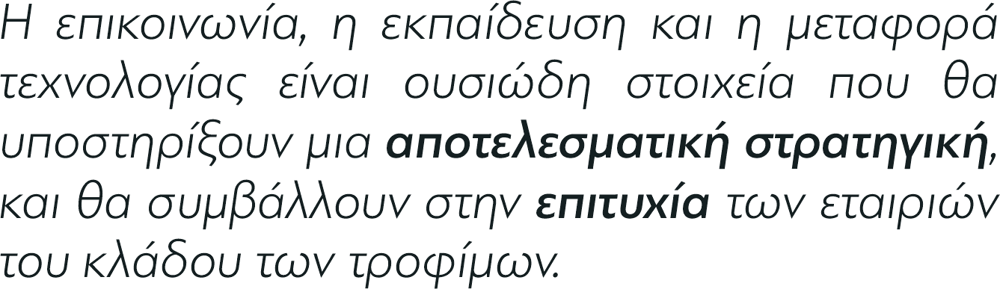 Η επικοινωνία, η εκπαίδευση και η μεταφορά
τεχνολογίας είναι ουσιώδη στοιχεία που θα
υποστηρίξουν μια αποτελεσματική στρατηγική,
και θα συμβάλλουν στην επιτυχία των εταιριών
του κλάδου των τροφίμων.